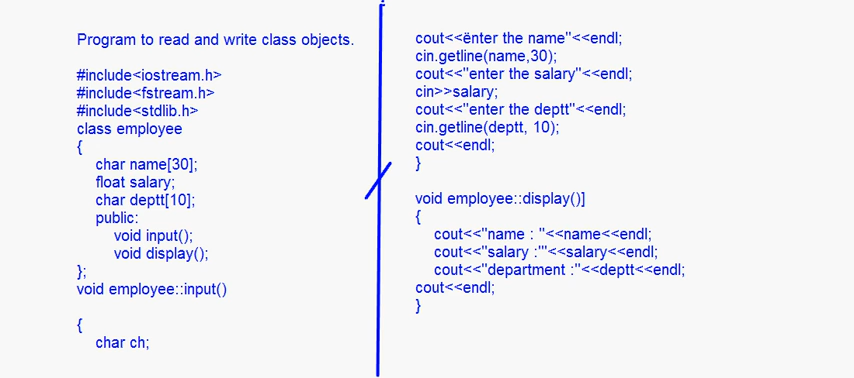 Program to read and write class objects.
#include<iostream.h>
#include<fstream.h>
#include<stdlib.h>
class employee
{
char name[30];
float salary;
char deptt[10];
public:
void input();
void display();
};
void employee::input()
{
char ch;
cout<<ënter the name"<<endl;
cin.getline(name,30);
cout<<"enter the salary"<<endl;
cin>>salary;
cout<<"enter the deptt"<<endl;
cin.getline(deptt, 10);
cout<<endl;
}
void employee::display()]
{
cout<<"name : "<<name<<endl;
cout<<"salary :'"<<salary<<endl;
cout<<"department :"<<deptt<<endl;
cout<<endl;
}